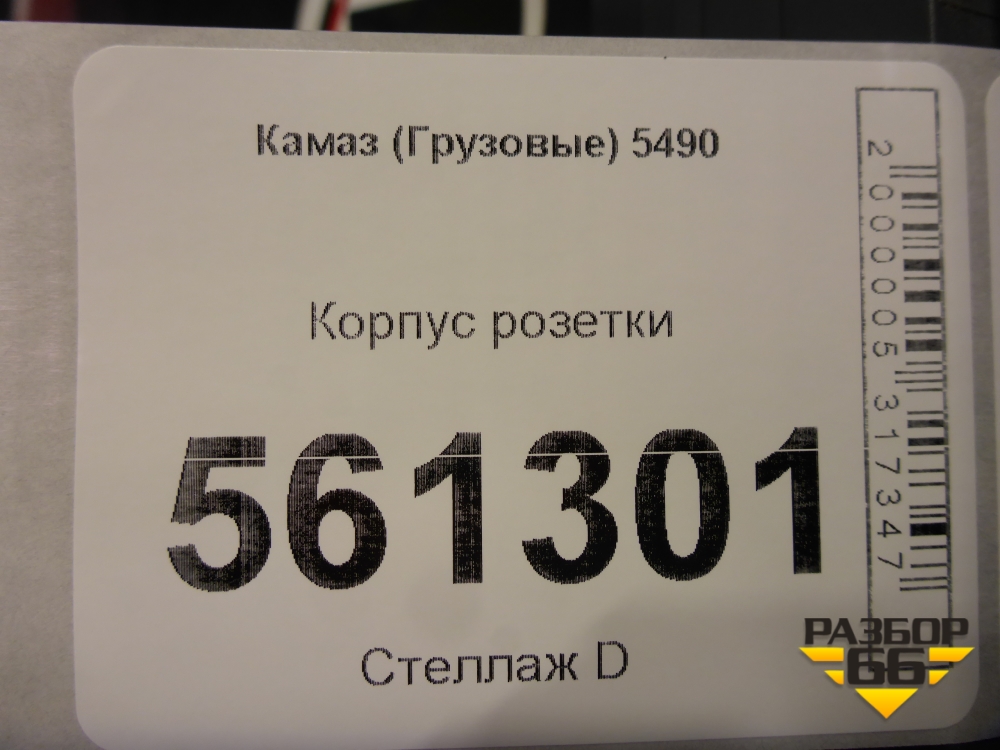 Камаз (Грузовые) 5490
Корпус розетки
561301
Стеллаж D
2000005317347
РАЗБОР
66